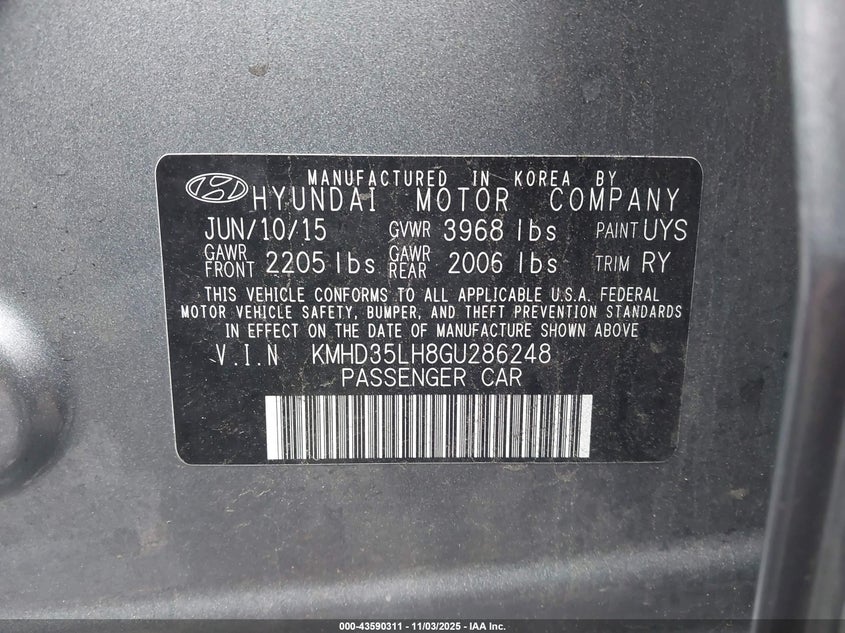 MANUFACTURED IN KOREA BY
HYUNDAI MOTOR COMPANY
JUN/10/15 GVWR 3968 lbs PAINT UYS
GAWR FRONT 2205 lbs GAWR REAR 2006 lbs TRIM RY
THIS VEHICLE CONFORMS TO ALL APPLICABLE U.S.A. FEDERAL
MOTOR VEHICLE SAFETY, BUMPER, AND THEFT PREVENTION STANDARDS
IN EFFECT ON THE DATE OF MANUFACTURE SHOWN ABOVE
V.I.N KMHD35LH8GU286248
PASSENGER CAR
000-43590311 - 11/03/2025 - IAA Inc.